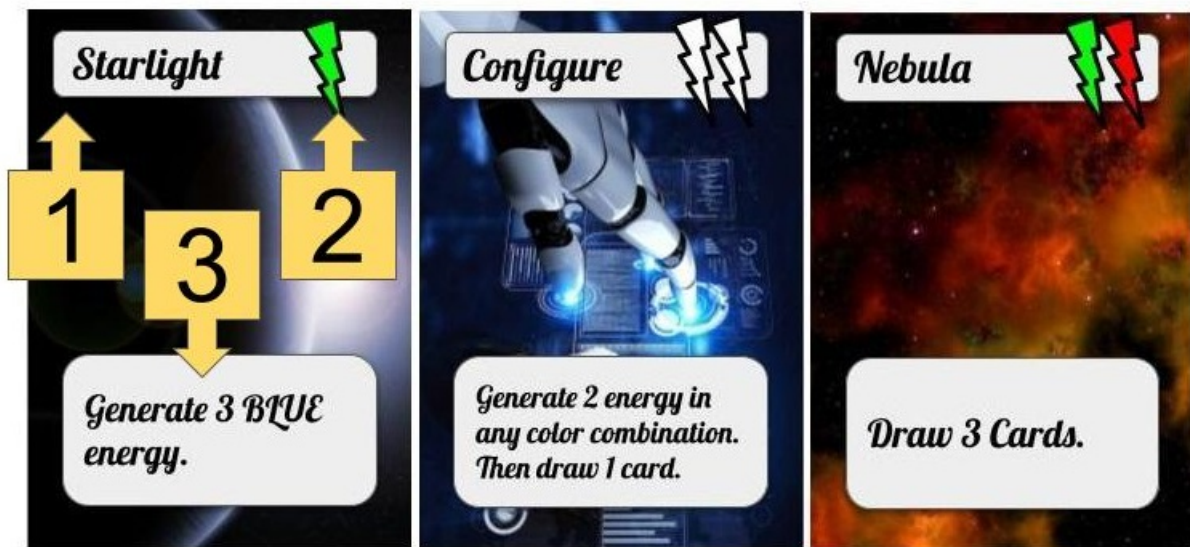 Starlight
1
2
3
Generate 3 BLUE
energy.
Configure
Generate 2 energy in
any color combination.
Then draw 1 card.
Nebula
Draw 3 Cards.